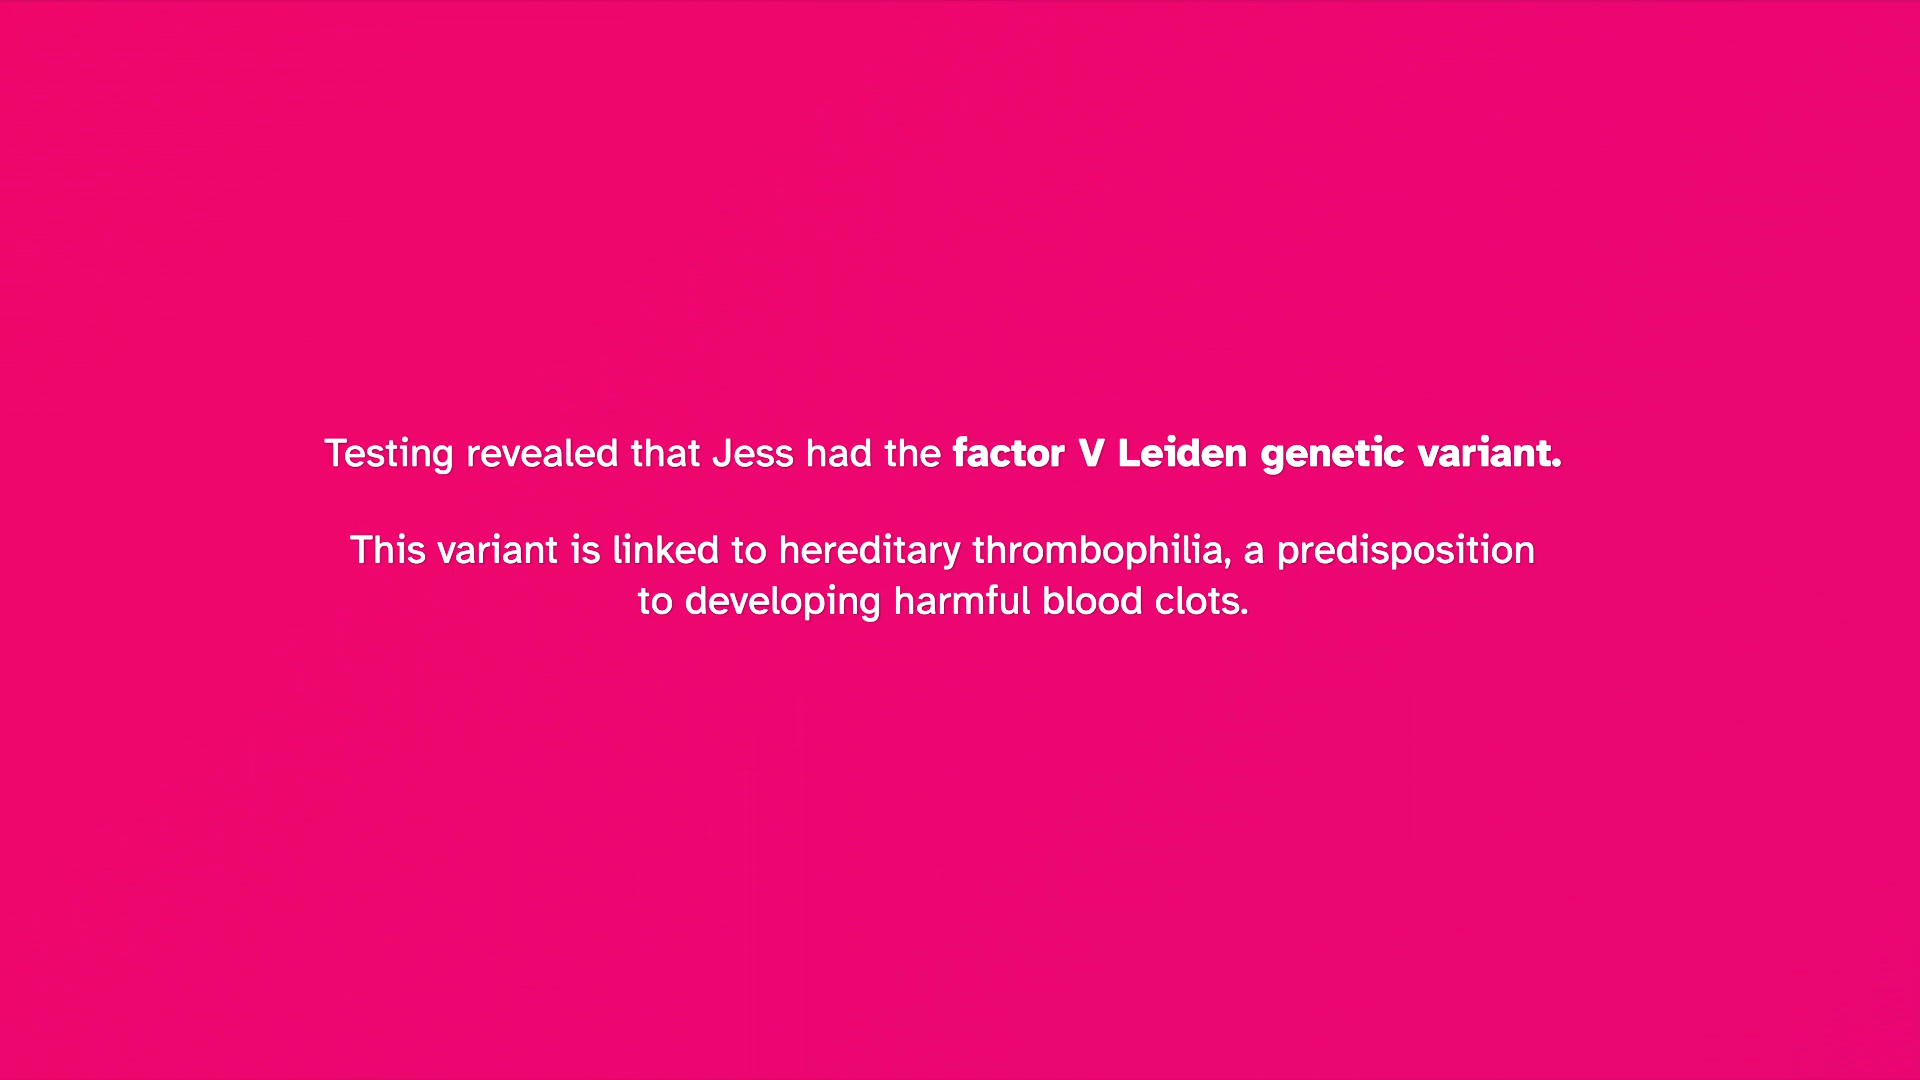 Testing revealed that Jess had the factor V Leiden genetic variant.
This variant is linked to hereditary thrombophilia, a predisposition
to developing harmful blood clots.